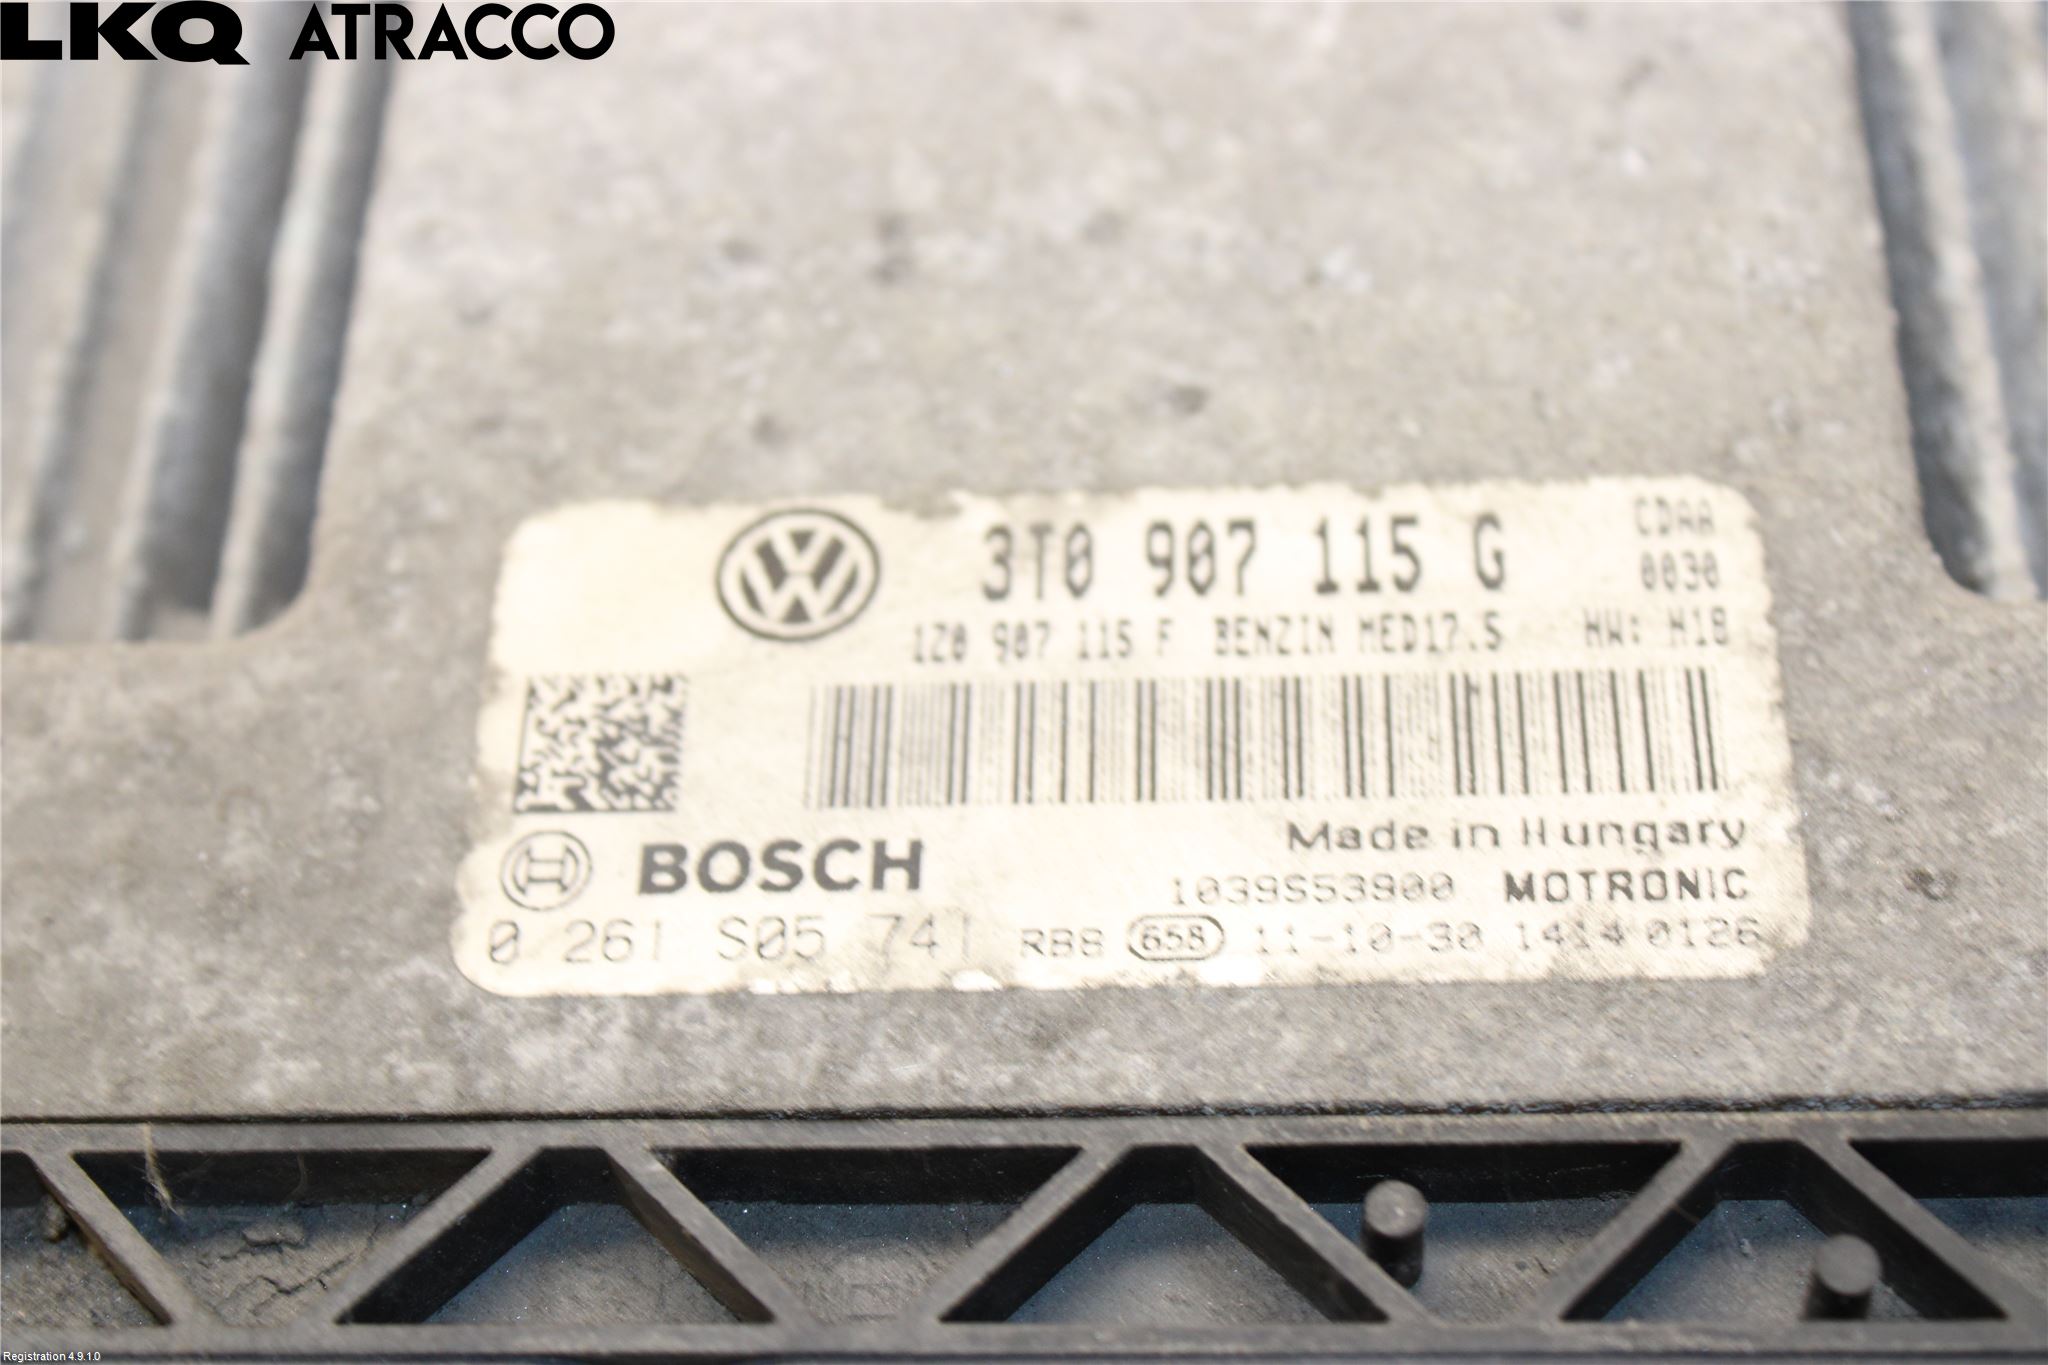 LKQ ATRACCO
3T0 907 115 G
CDAA
0030
1Z0 907 115 F BENZIN MED17.5 HW: H18
Made in Hungary
BOSCH
1039S53900 MOTRONIC
0 261 S05 741 RBB 658 11-10-30 1414 0126
Registration 4.9.1.0